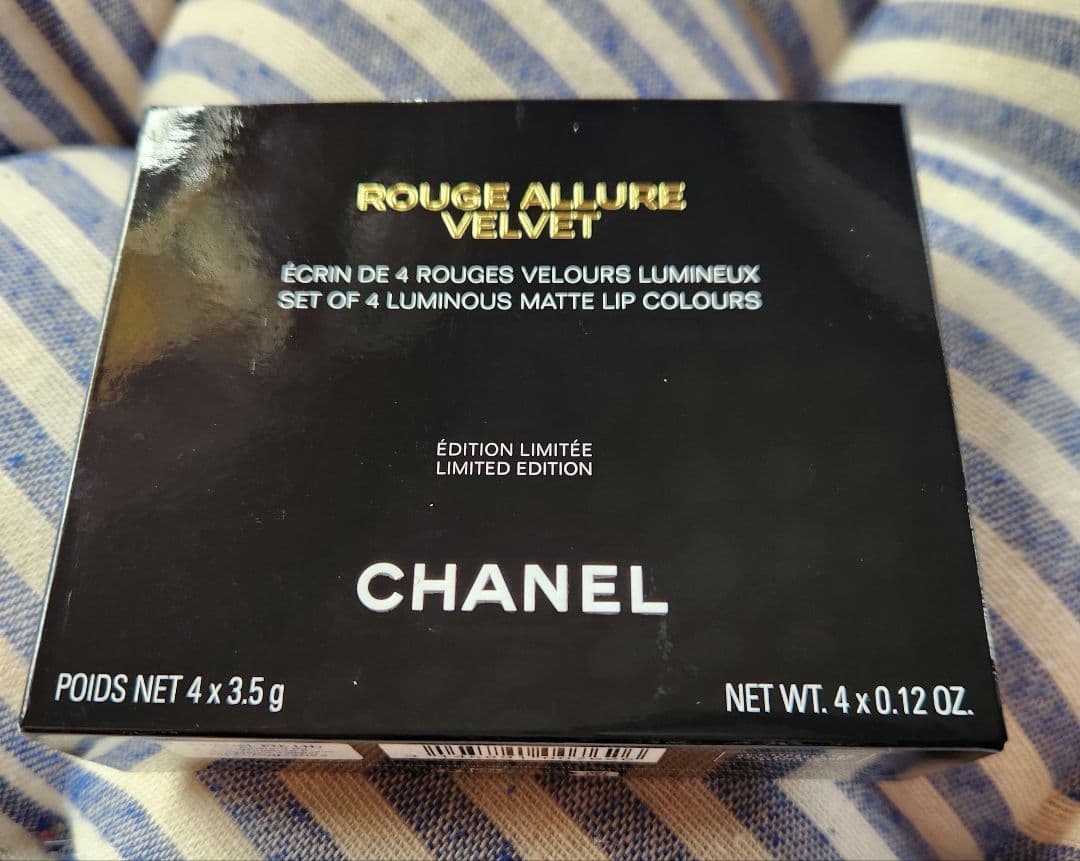 ROUGE ALLURE
VELVET
ÉCRIN DE 4 ROUGES VELOURS LUMINEUX
SET OF 4 LUMINOUS MATTE LIP COLOURS
ÉDITION LIMITÉE
LIMITED EDITION
CHANEL
POIDS NET 4 x 3.5 g
NET WT. 4 x 0.12 OZ.